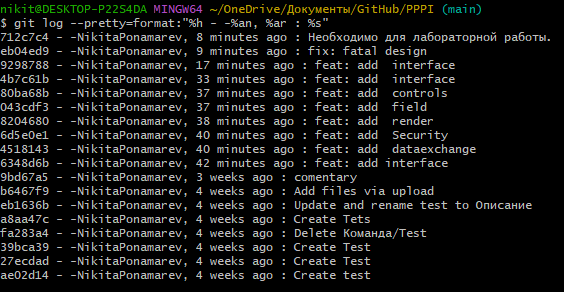 nikit@DESKTOP-P22S4DA MINGW64 ~/OneDrive/Документы/GitHub/PPPI (main)
$ git log --pretty=format:"%h - -%an, %ar : %s"
712c7c4 - -NikitaPonamarev, 8 minutes ago : Необходимо для лабораторной работы.
eb04ed9 - -NikitaPonamarev, 9 minutes ago : fix: fatal design
9298788 - -NikitaPonamarev, 17 minutes ago : feat: add  interface
4b7c61b - -NikitaPonamarev, 33 minutes ago : feat: add  interface
80ba68b - -NikitaPonamarev, 37 minutes ago : feat: add  controls
043cdf3 - -NikitaPonamarev, 37 minutes ago : feat: add  field
8204680 - -NikitaPonamarev, 38 minutes ago : feat: add  render
6d5e0e1 - -NikitaPonamarev, 40 minutes ago : feat: add  Security
4518143 - -NikitaPonamarev, 40 minutes ago : feat: add  dataexchange
6348d6b - -NikitaPonamarev, 42 minutes ago : feat: add interface
9bd67a5 - -NikitaPonamarev, 3 weeks ago : comentary
b6467f9 - -NikitaPonamarev, 4 weeks ago : Add files via upload
eb1636b - -NikitaPonamarev, 4 weeks ago : Update and rename test to Описание
a8aa47c - -NikitaPonamarev, 4 weeks ago : Create Tets
fa283a4 - -NikitaPonamarev, 4 weeks ago : Delete Команда/Test
39bca39 - -NikitaPonamarev, 4 weeks ago : Create Test
27ecdad - -NikitaPonamarev, 4 weeks ago : Create Test
ae02d14 - -NikitaPonamarev, 4 weeks ago : Create test